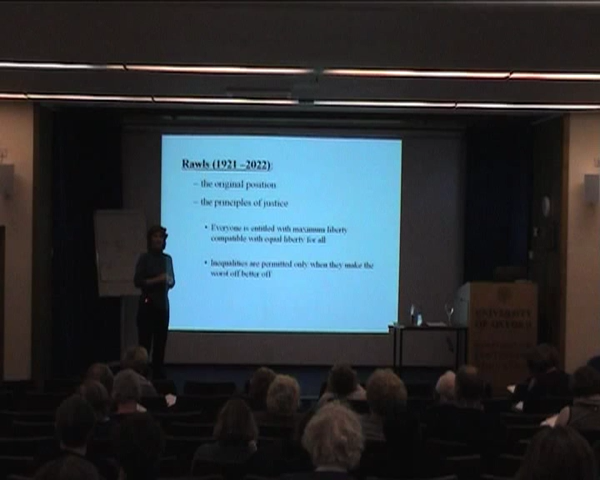 Rawls (1921 –2022):
– the original position
– the principles of justice
• Everyone is entitled with maximum liberty
compatible with equal liberty for all
• Inequalities are permitted only when they make the
worst off better off
UNIVERSITY